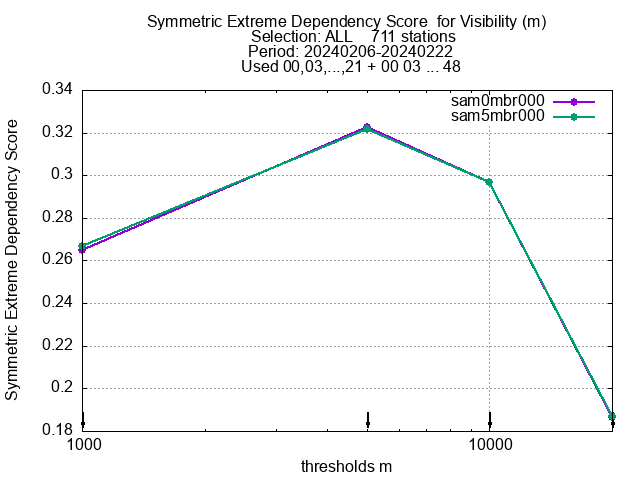 Symmetric Extreme Dependency Score  for Visibility (m)
Selection: ALL    711 stations
Period: 20240206-20240222
Used 00,03,...,21 + 00 03 ... 48
sam0mbr000
sam5mbr000
0.34
0.32
0.3
0.28
0.26
0.24
0.22
0.2
0.18
Symmetric Extreme Dependency Score
1000
10000
thresholds m